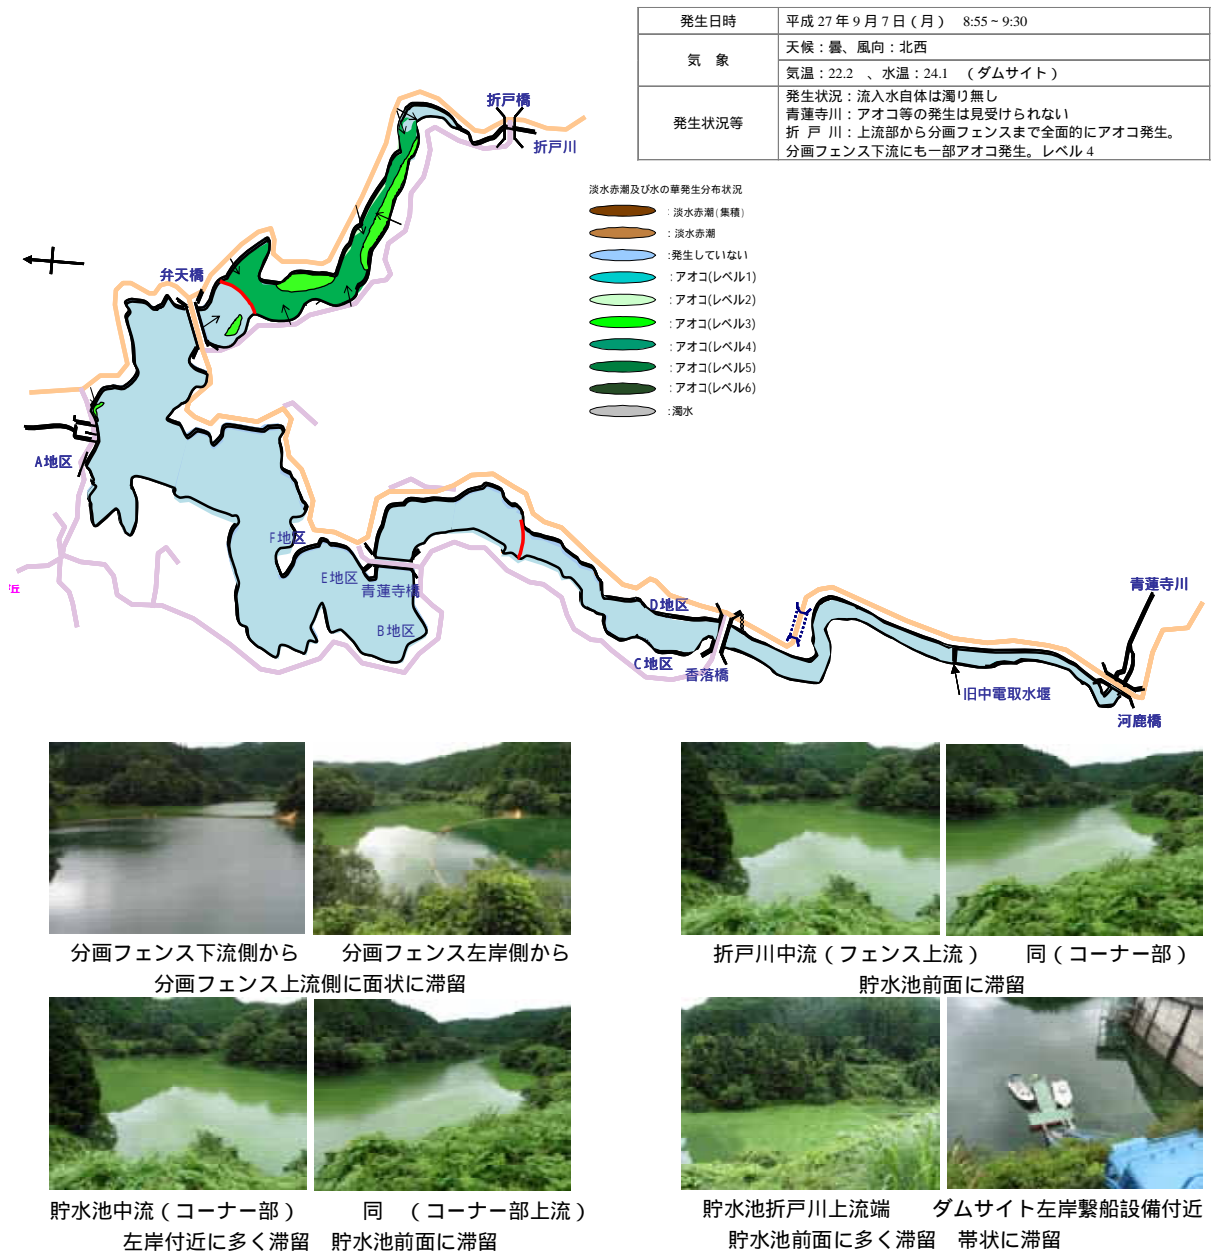 発生日時 平成 27 年 9 月 7 日（月） 8:55～9:30
気 象 天候：曇、風向：北西
気温：22.2 、水温：24.1 （ダムサイト）
発生状況等 発生状況：流入水自体は濁り無し
青蓮寺川：アオコ等の発生は見受けられない
折 戸 川：上流部から分画フェンスまで全面的にアオコ発生。
分画フェンス下流にも一部アオコ発生。レベル 4
淡水赤潮及び水の華発生分布状況
：淡水赤潮（集積）
：淡水赤潮
：発生していない
：アオコ(レベル1)
：アオコ(レベル2)
：アオコ(レベル3)
：アオコ(レベル4)
：アオコ(レベル5)
：アオコ(レベル6)
：濁水
折戸橋
折戸川
弁天橋
A地区
F地区
E地区
青蓮寺橋
B地区
D地区
C地区
香落橋
青蓮寺川
旧中電取水堰
河鹿橋
分画フェンス下流側から 分画フェンス左岸側から
分画フェンス上流側に面状に滞留
折戸川中流（フェンス上流） 同（コーナー部）
貯水池前面に滞留
貯水池中流（コーナー部） 同 （コーナー部上流）
左岸付近に多く滞留 貯水池前面に滞留
貯水池折戸川上流端 ダムサイト左岸繋船設備付近
貯水池前面に多く滞留 帯状に滞留